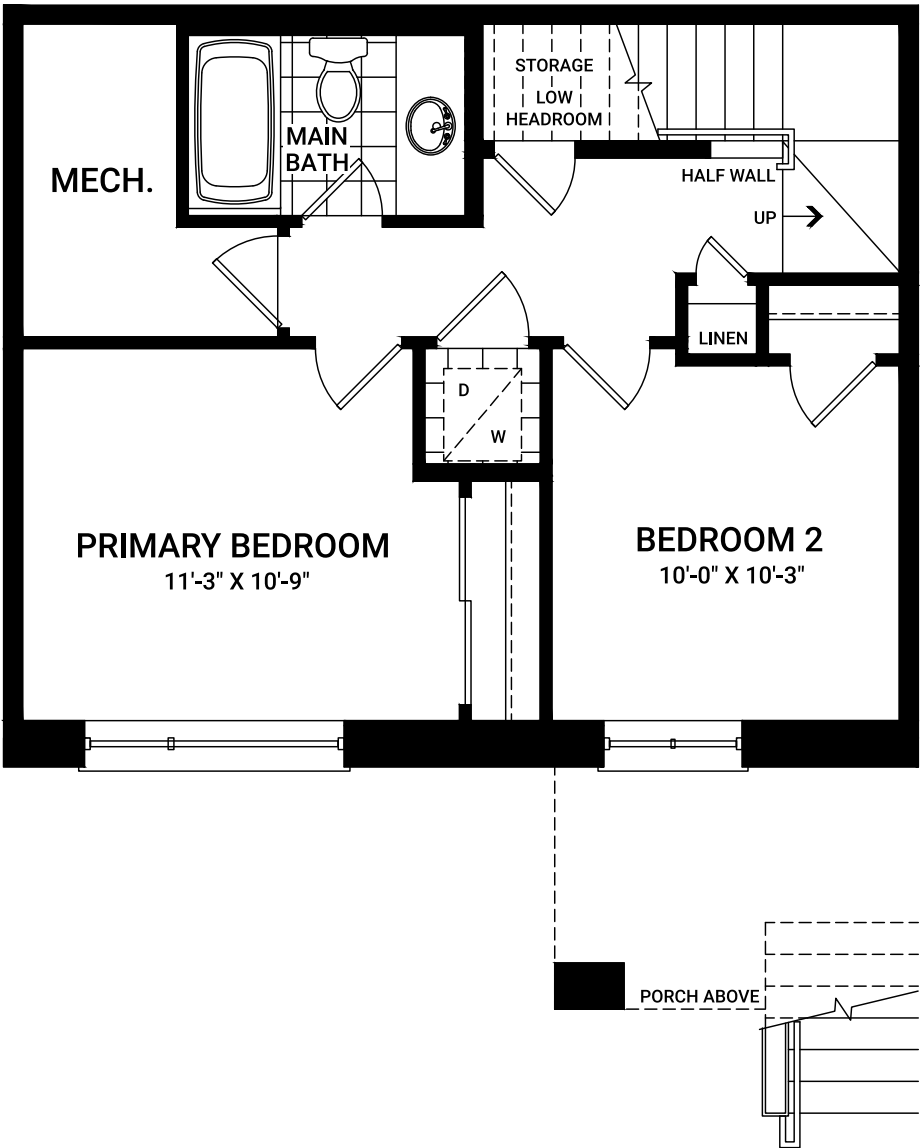 STORAGE
LOW
HEADROOM
MAIN
BATH
MECH.
HALF WALL
UP
LINEN
D
W
PRIMARY BEDROOM
11'-3" X 10'-9"
BEDROOM 2
10'-0" X 10'-3"
PORCH ABOVE